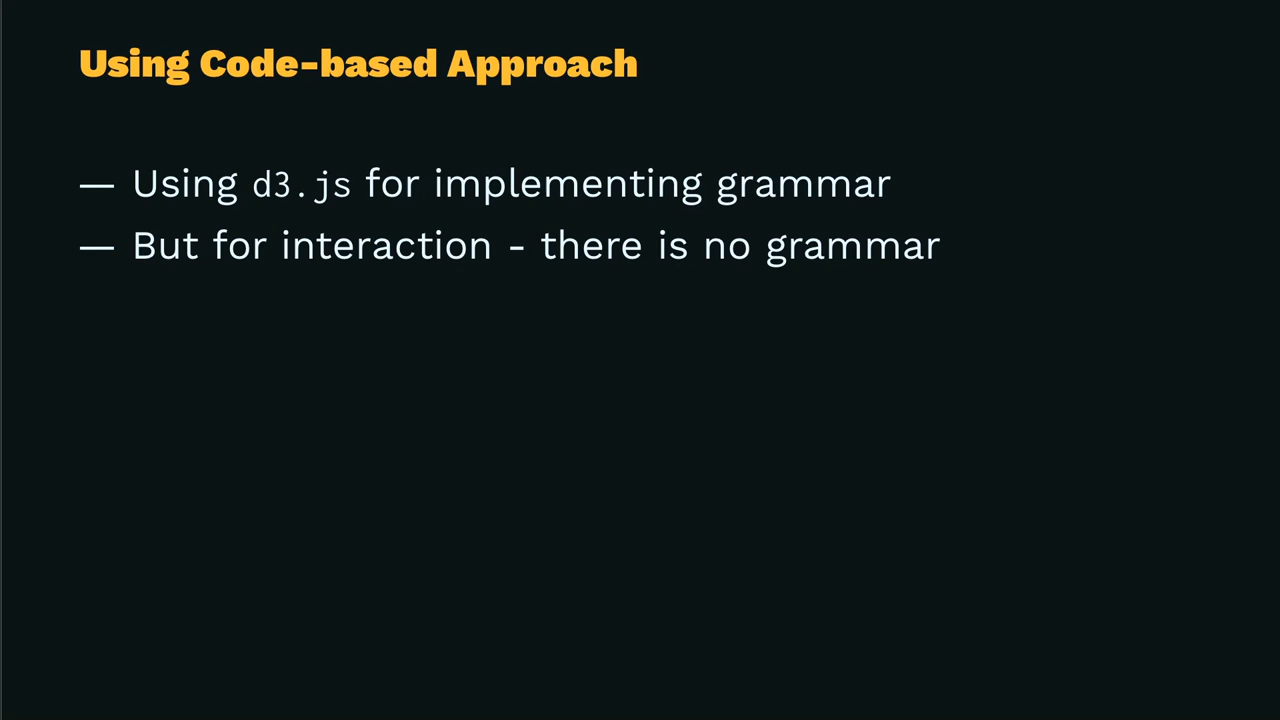 Using Code-based Approach
— Using d3.js for implementing grammar
— But for interaction - there is no grammar